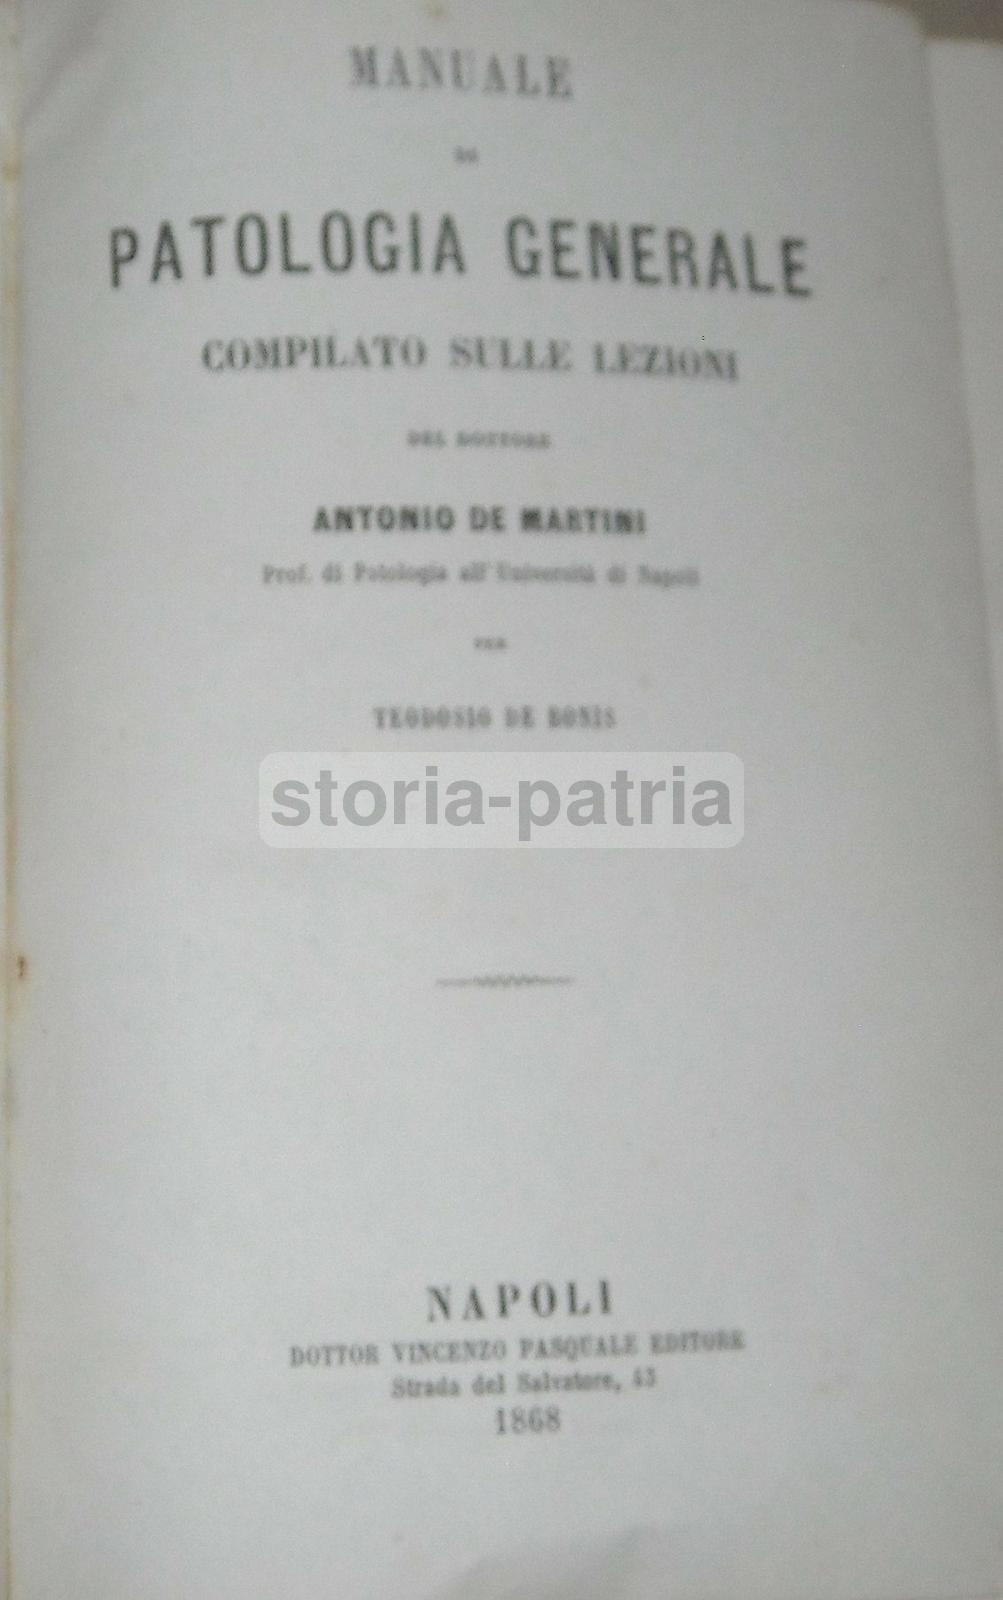 MANUALE
DI
PATOLOGIA GENERALE
COMPILATO SULLE LEZIONI
DEL DOTTORE
ANTONIO DE MARTINI
Prof. di Patologia all' Università di Napoli
PER
TEODOSIO DE BONIS
storia-patria
NAPOLI
DOTTOR VINCENZO PASQUALE EDITORE
Strada del Salvatore, 43
1868